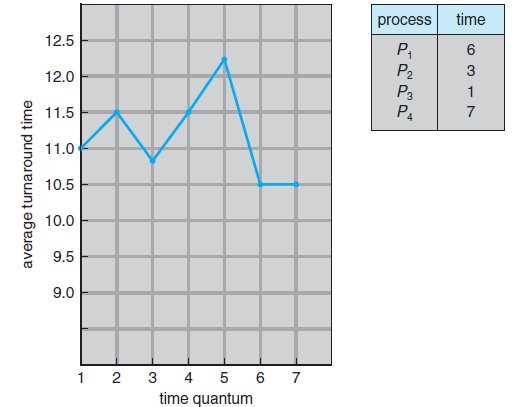 average turnaround time
12.5
12.0
11.5
11.0
10.5
10.0
9.5
9.0
1 2 3 4 5 6 7
time quantum
process time
P1 6
P2 3
P3 1
P4 7